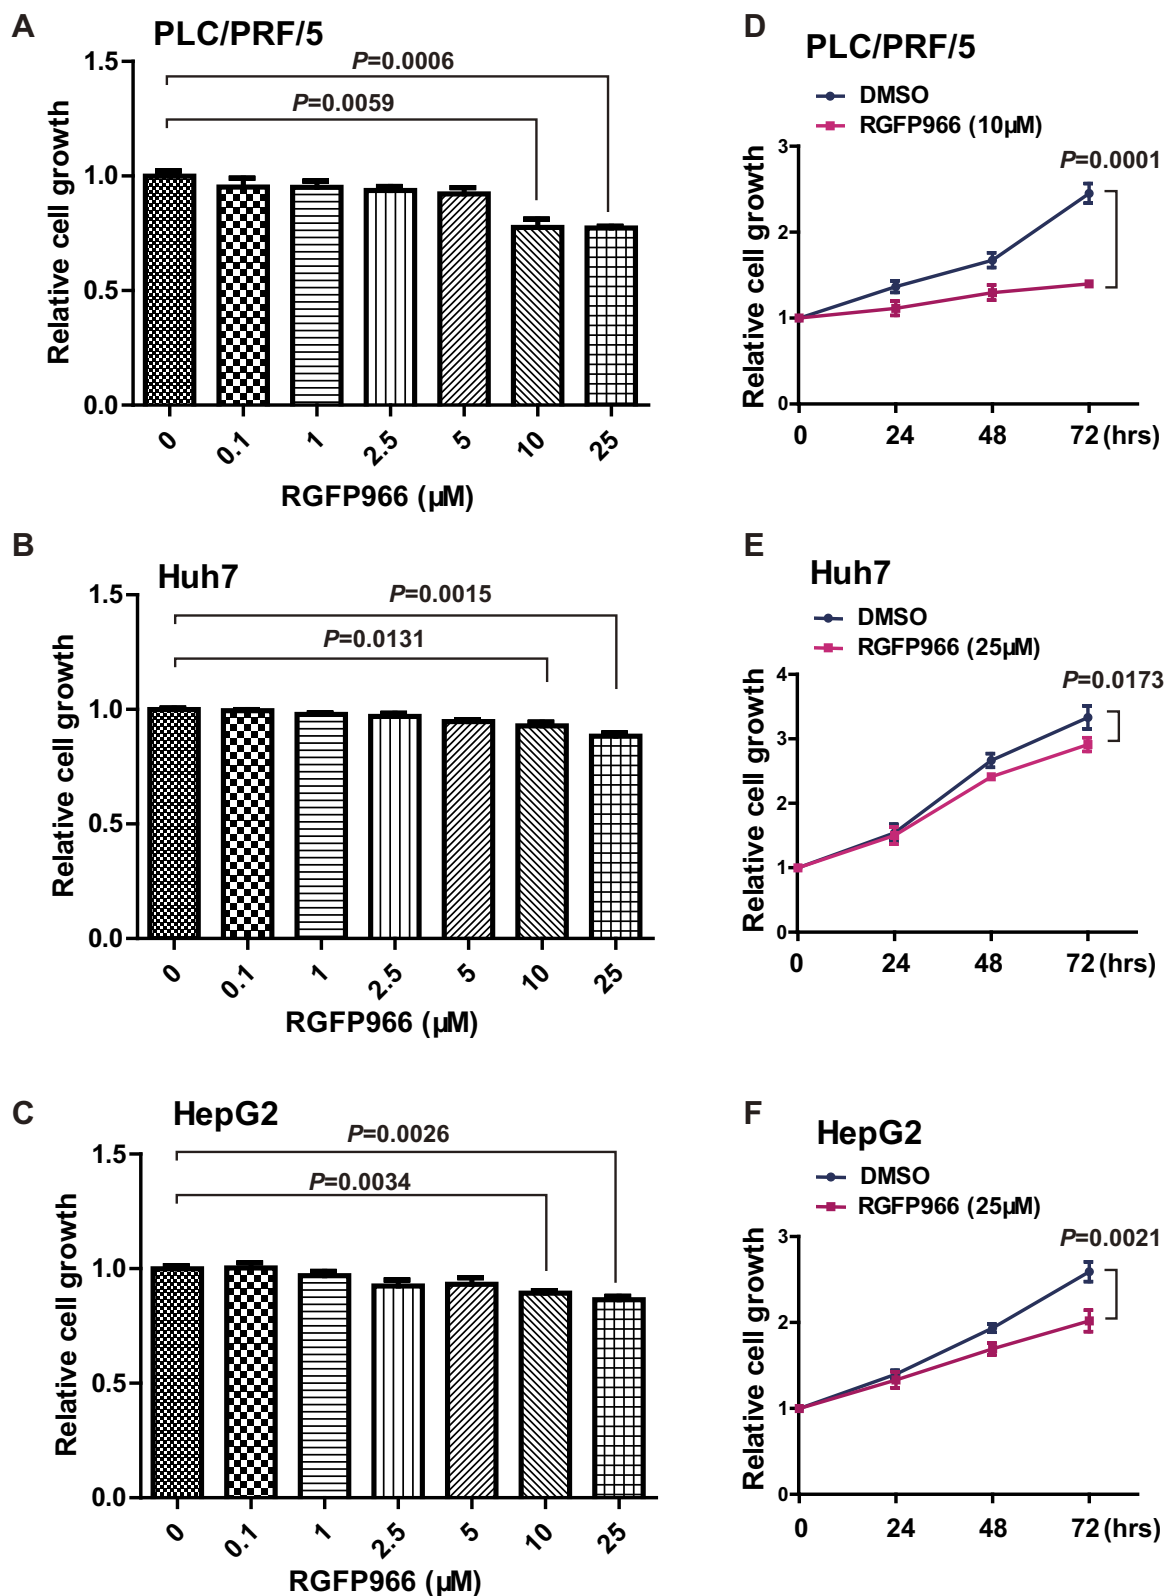 A
PLC/PRF/5
P=0.0006
P=0.0059
Relative cell growth
1.5
1.0
0.5
0.0
0 0.1 1 2.5 5 10 25
RGFP966 (µM)
D
PLC/PRF/5
DMSO
RGFP966 (10µM)
P=0.0001
Relative cell growth
3
2
1
0
0 24 48 72 (hrs)
B
Huh7
P=0.0015
P=0.0131
Relative cell growth
1.5
1.0
0.5
0.0
0 0.1 1 2.5 5 10 25
RGFP966 (µM)
E
Huh7
DMSO
RGFP966 (25µM)
P=0.0173
Relative cell growth
4
3
2
1
0
0 24 48 72 (hrs)
C
HepG2
P=0.0026
P=0.0034
Relative cell growth
1.5
1.0
0.5
0.0
0 0.1 1 2.5 5 10 25
RGFP966 (µM)
F
HepG2
DMSO
RGFP966 (25µM)
P=0.0021
Relative cell growth
3
2
1
0
0 24 48 72 (hrs)